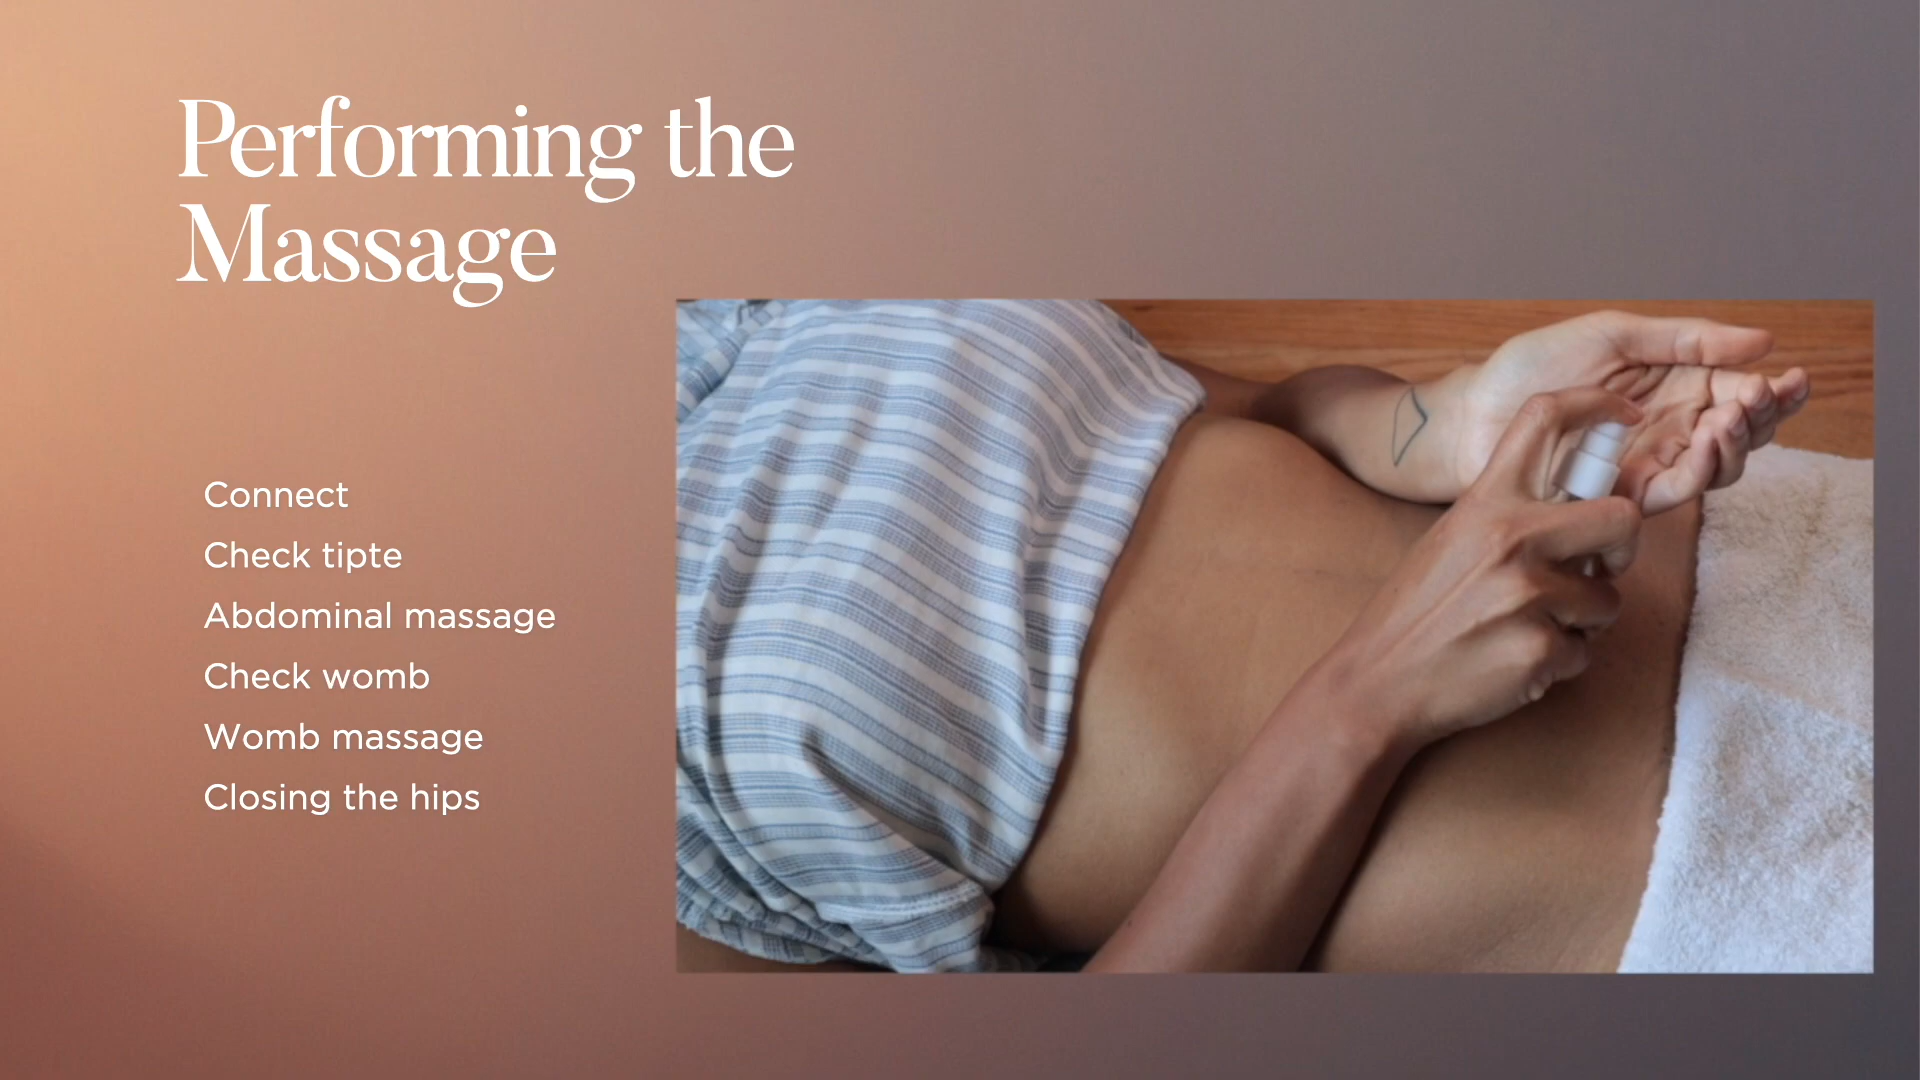 Performing the
Massage
Connect
Check tipte
Abdominal massage
Check womb
Womb massage
Closing the hips